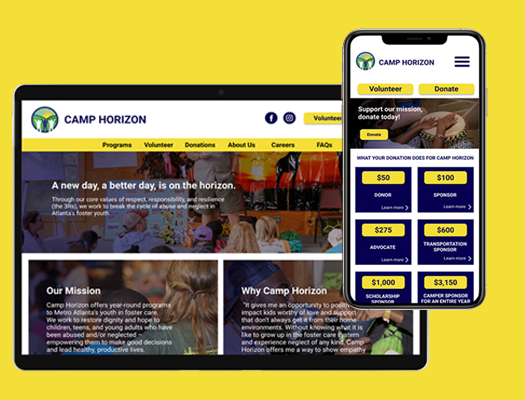 CAMP HORIZON
Volunteer
Programs Volunteer Donations About Us Careers FAQs
A new day, a better day, is on the horizon.
Through our core values of respect, responsibility, and resilience
(the 3Rs), we work to break the cycle of abuse and neglect in
Atlanta's foster youth.
Our Mission
Camp Horizon offers year-round programs
to Metro Atlanta's youth in foster care.
We work to restore dignity and hope to
children, teens, and young adults who have
been abused and/or neglected –
empowering them to make good decisions
and lead healthy, productive lives.
Why Camp Horizon
"It gives me an opportunity to positively
impact kids worthy of love and support
that don't always get it from their home
environments. Without knowing what it is
like to grow up in the foster care system
and experience neglect of any kind, Camp
Horizon offers me a way to show empathy
CAMP HORIZON
Volunteer Donate
Support our mission,
donate today!
Donate
WHAT YOUR DONATION DOES FOR CAMP HORIZON
$50
DONOR
Learn more
$100
SPONSOR
Learn more
$275
ADVOCATE
Learn more
$600
TRANSPORTATION
SPONSOR
Learn more
$1,000
SCHOLARSHIP
SPONSOR
$3,150
CAMPER SPONSOR
FOR AN ENTIRE YEAR